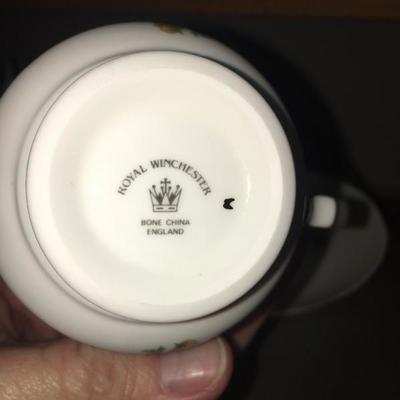 ROYAL WINCHESTER
BONE CHINA
ENGLAND